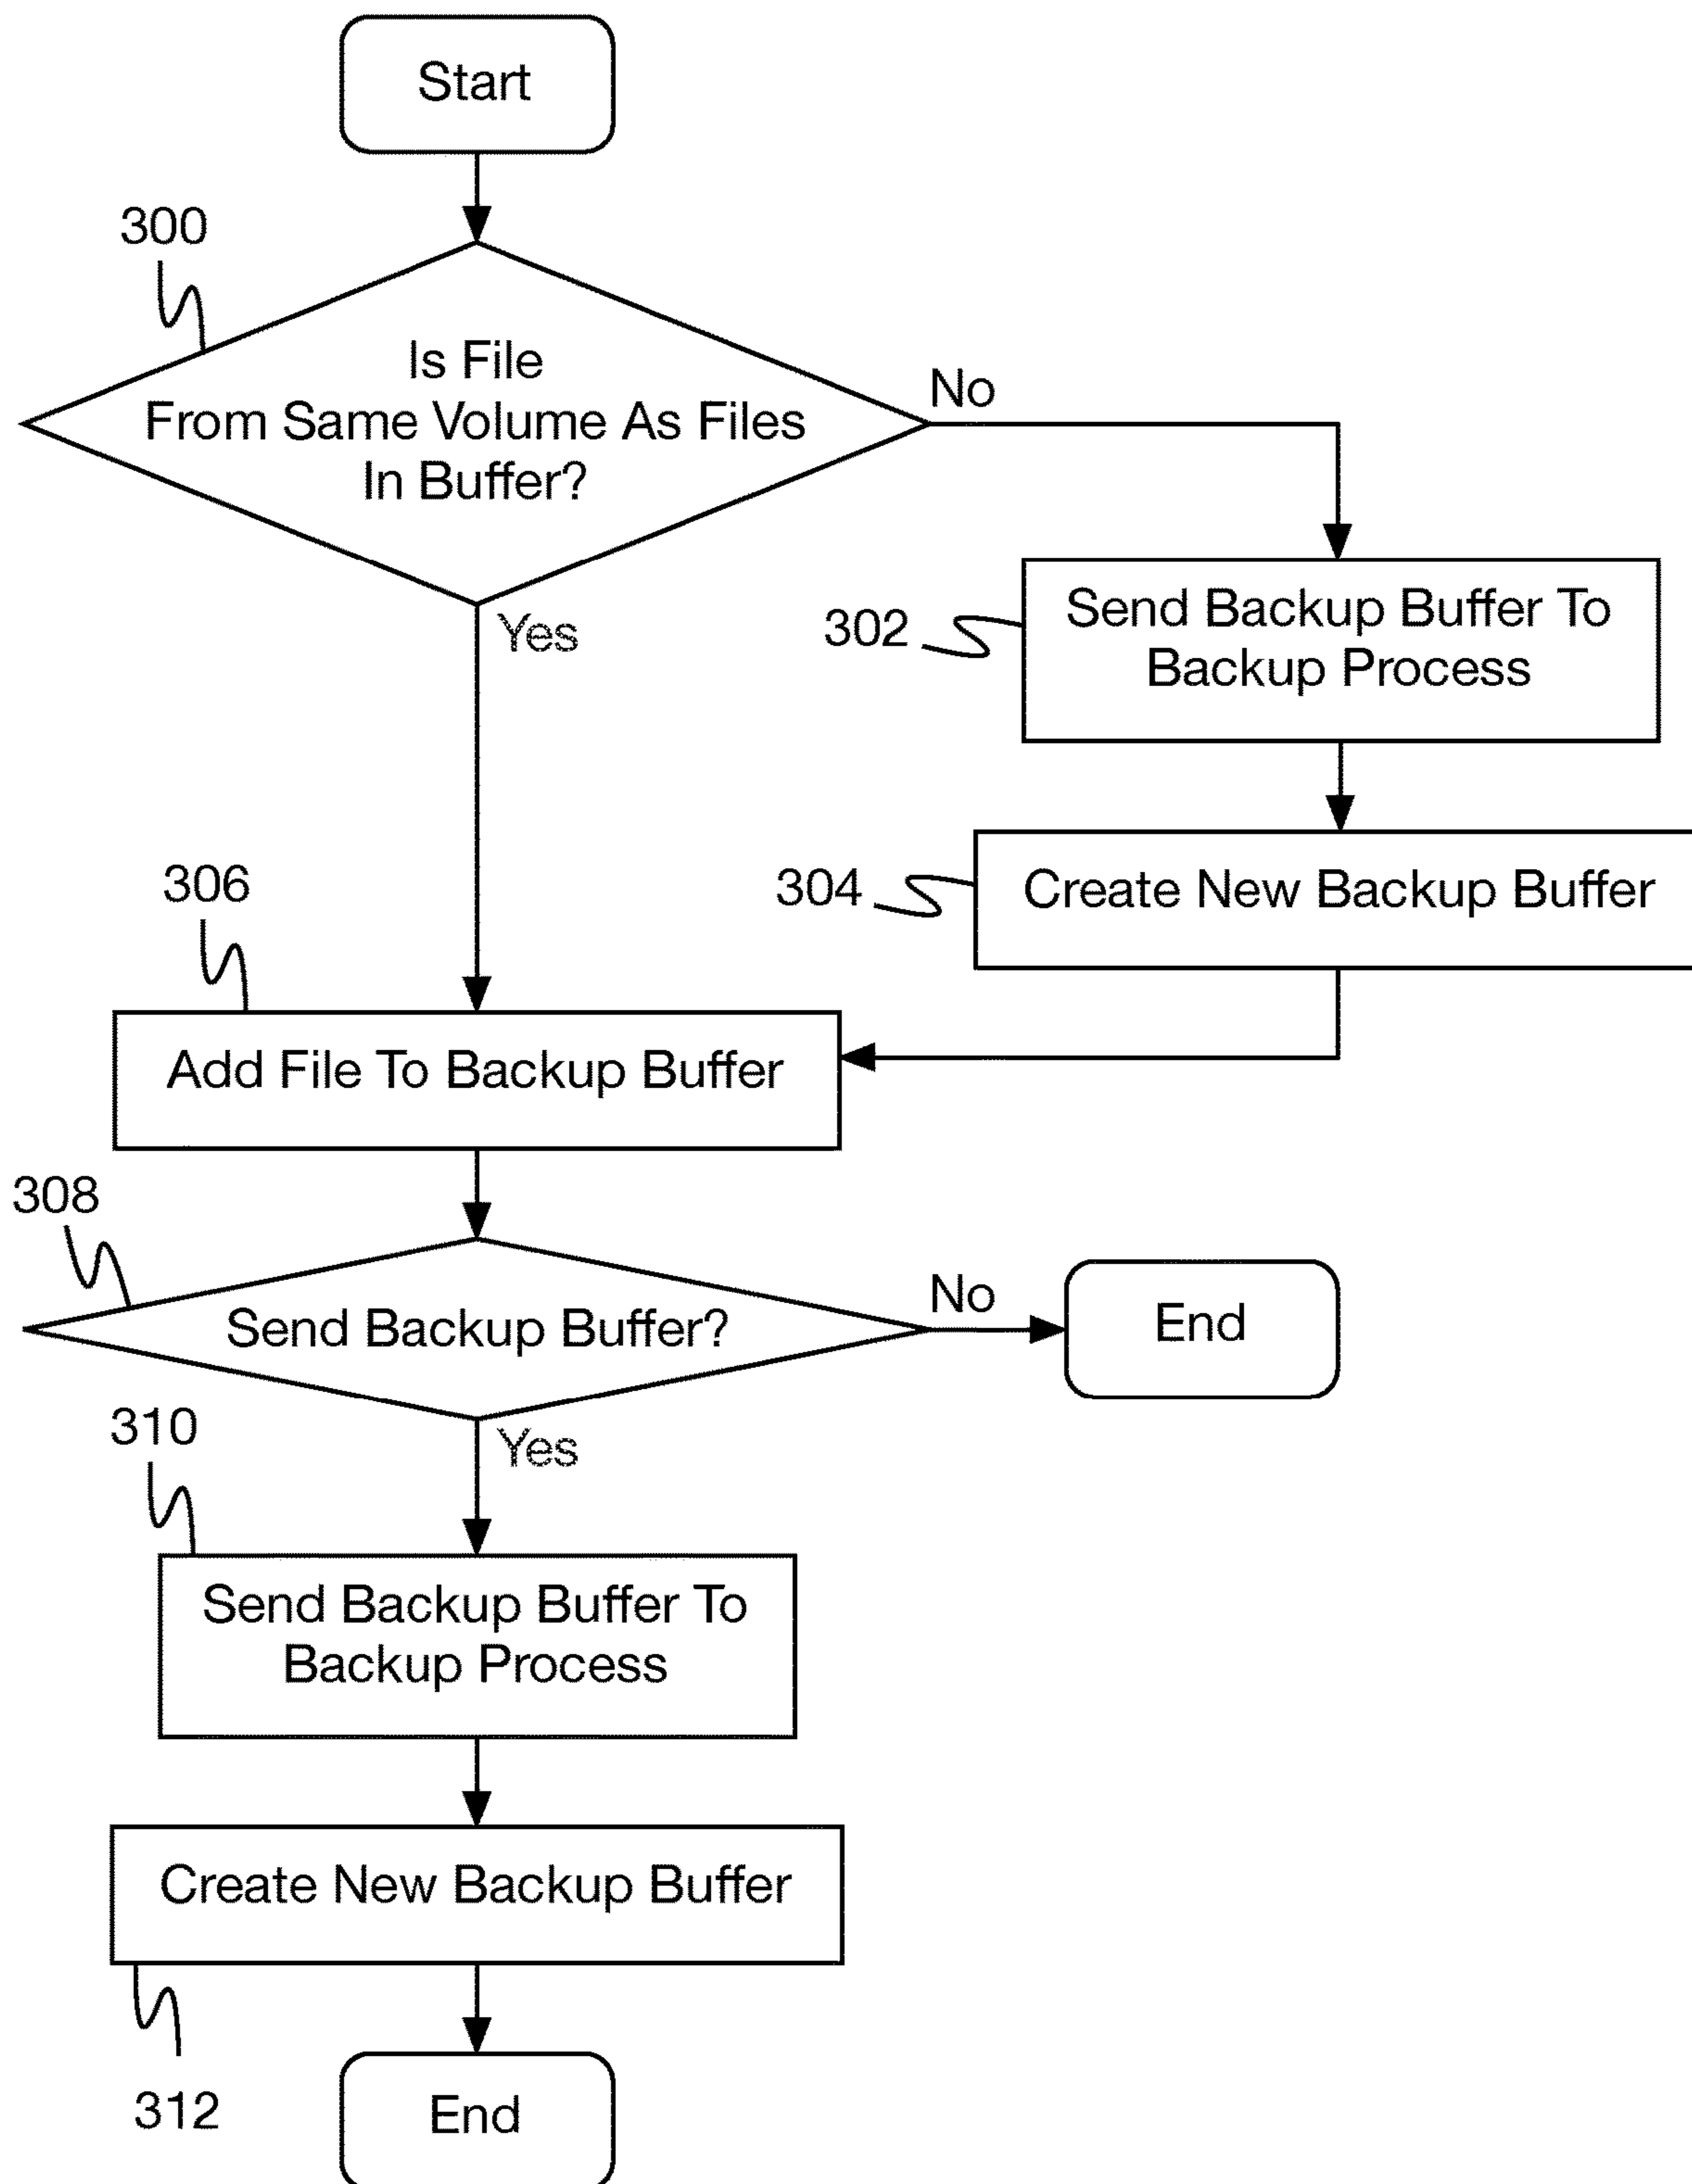 Start
300
Is File
From Same Volume As Files
In Buffer?
No
Yes
302
Send Backup Buffer To
Backup Process
304
Create New Backup Buffer
306
Add File To Backup Buffer
308
Send Backup Buffer?
No
End
Yes
310
Send Backup Buffer To
Backup Process
Create New Backup Buffer
312
End